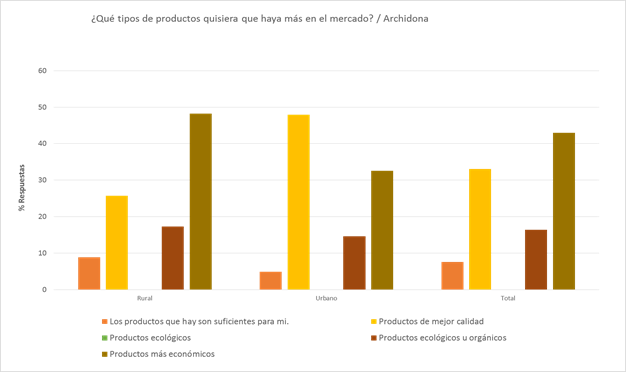 ¿Qué tipos de productos quisiera que haya más en el mercado? / Archidona
60
50
40
30
20
10
0
% Respuestas
Rural
Urbano
Total
Los productos que hay son suficientes para mi.
Productos de mejor calidad
Productos ecológicos
Productos ecológicos u orgánicos
Productos más económicos